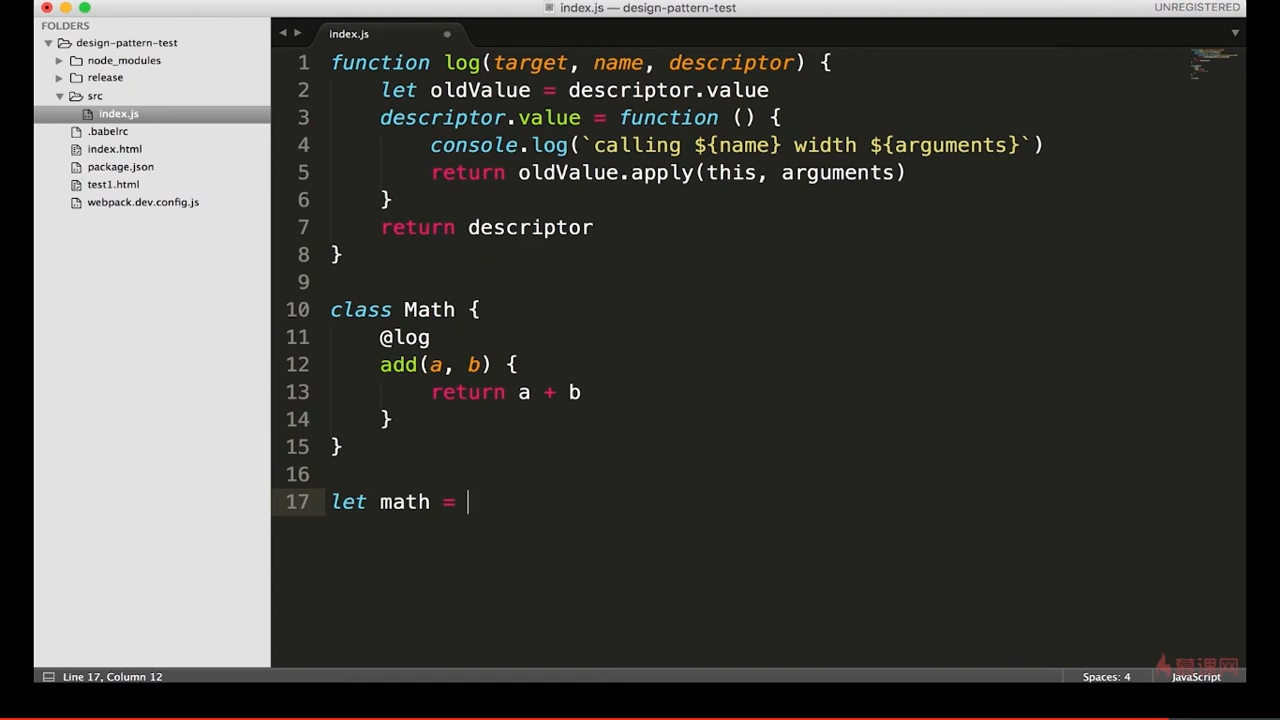 index.js — design-pattern-test
UNREGISTERED
FOLDERS
design-pattern-test
node_modules
release
src
index.js
.babelrc
index.html
package.json
test1.html
webpack.dev.config.js
index.js
1 function log(target, name, descriptor) {
2 let oldValue = descriptor.value
3 descriptor.value = function () {
4 console.log(`calling ${name} width ${arguments}`)
5 return oldValue.apply(this, arguments)
6 }
7 return descriptor
8 }
9
10 class Math {
11 @log
12 add(a, b) {
13 return a + b
14 }
15 }
16
17 let math =
慕课网
Line 17, Column 12
Spaces: 4
JavaScript